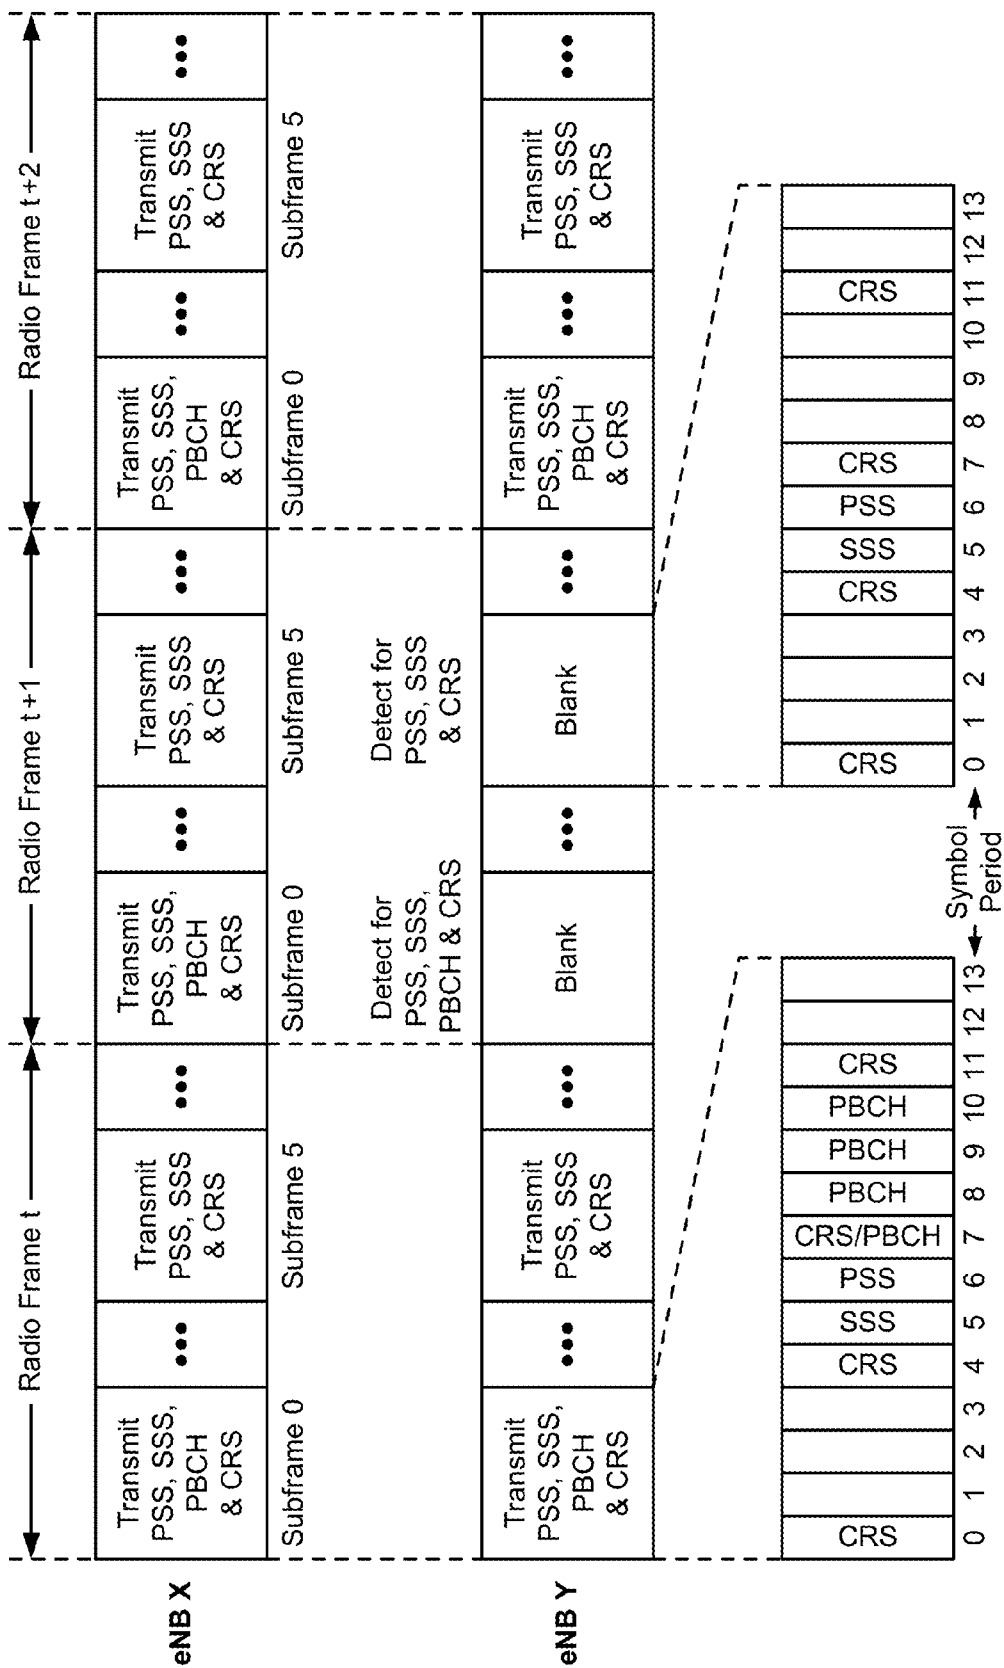 Radio Frame t
Radio Frame t+1
Radio Frame t+2
eNB X
Transmit
PSS, SSS,
PBCH
& CRS
•••
Transmit
PSS, SSS
& CRS
•••
Transmit
PSS, SSS,
PBCH
& CRS
•••
Transmit
PSS, SSS
& CRS
•••
Transmit
PSS, SSS,
PBCH
& CRS
•••
Transmit
PSS, SSS
& CRS
•••
Subframe 0
Subframe 5
Subframe 0
Subframe 5
Subframe 0
Subframe 5
Detect for
PSS, SSS,
PBCH & CRS
Detect for
PSS, SSS
& CRS
eNB Y
Transmit
PSS, SSS,
PBCH
& CRS
•••
Transmit
PSS, SSS
& CRS
•••
Blank
•••
Blank
•••
Transmit
PSS, SSS,
PBCH
& CRS
•••
Transmit
PSS, SSS
& CRS
•••
CRS
CRS
SSS
PSS
CRS/PBCH
PBCH
PBCH
PBCH
CRS
0 1 2 3 4 5 6 7 8 9 10 11 12 13
Symbol
Period
CRS
CRS
SSS
PSS
CRS
CRS
0 1 2 3 4 5 6 7 8 9 10 11 12 13